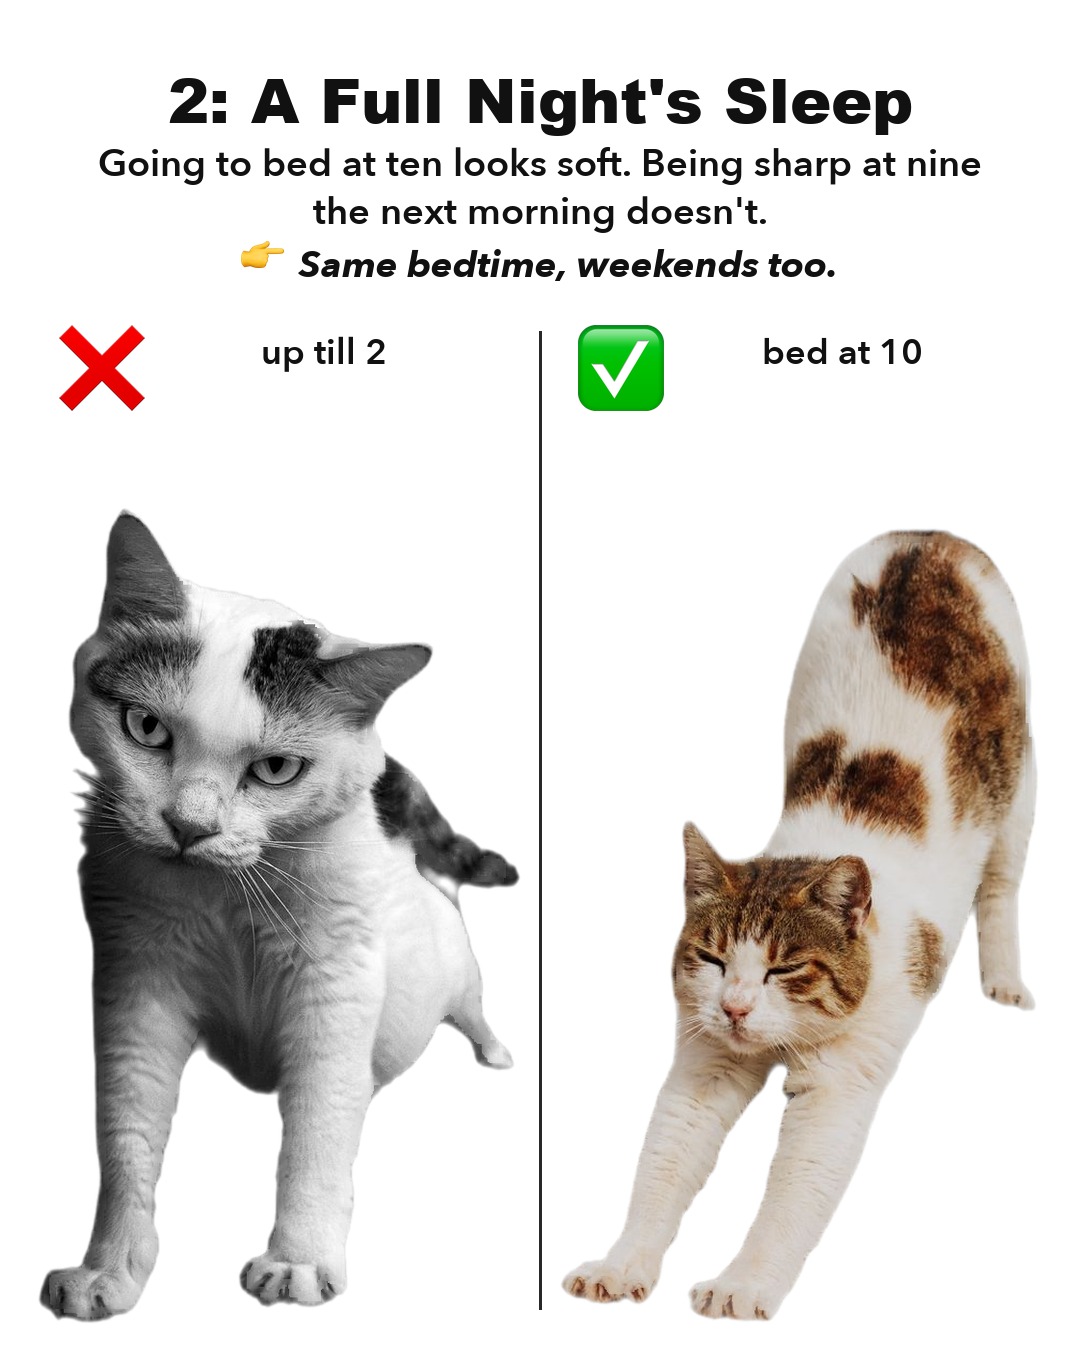 2: A Full Night's Sleep
Going to bed at ten looks soft. Being sharp at nine
the next morning doesn't.
👉 Same bedtime, weekends too.
❌ up till 2
✅ bed at 10